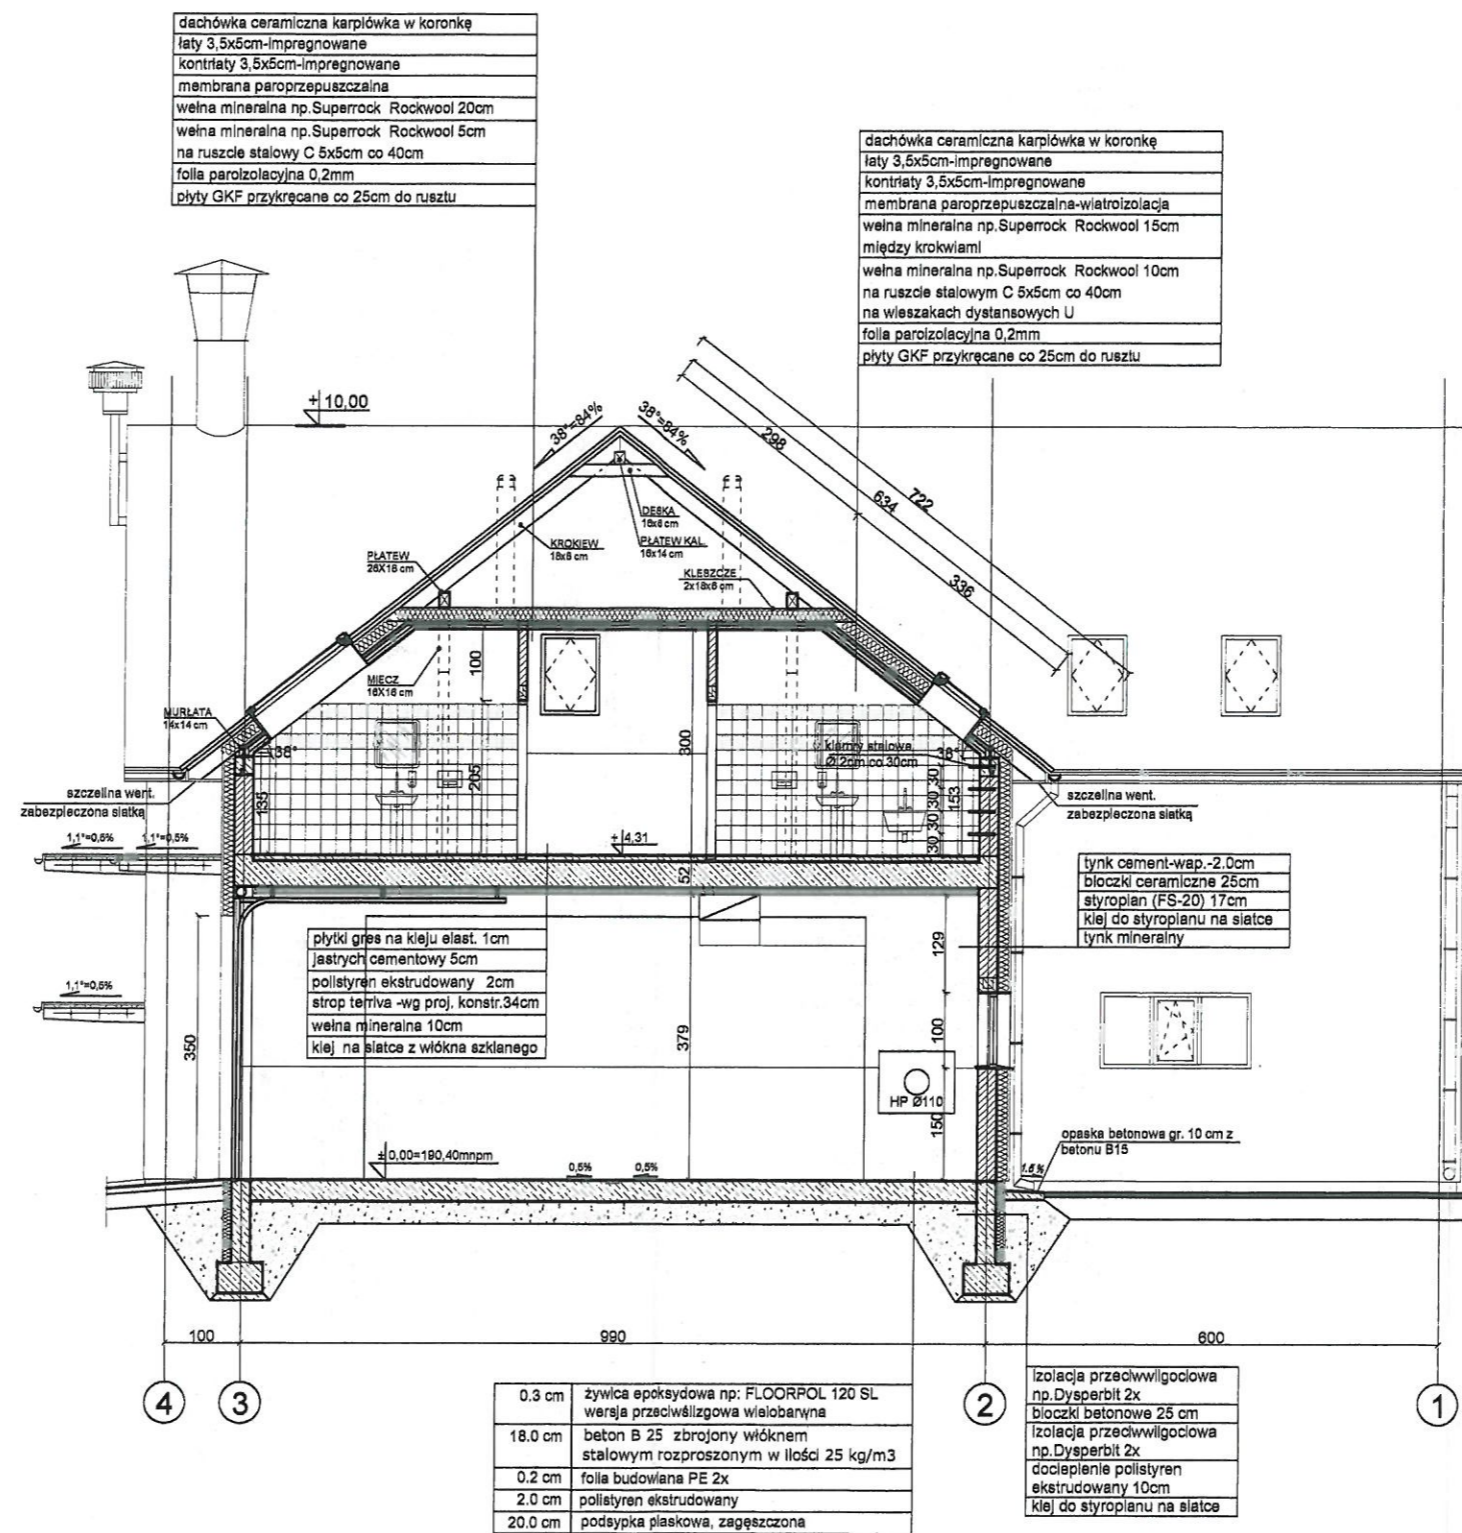 dachówka ceramiczna karpiówka w koronkę
łaty 3,5x5cm-impregnowane
kontrłaty 3,5x5cm-impregnowane
membrana paroprzepuszczalna
wełna mineralna np.Superrock Rockwool 20cm
wełna mineralna np.Superrock Rockwool 5cm
na ruszcie stalowy C 5x5cm co 40cm
folia paroizolacyjna 0,2mm
płyty GKF przykręcane co 25cm do rusztu
dachówka ceramiczna karpiówka w koronkę
łaty 3,5x5cm-impregnowane
kontrłaty 3,5x5cm-impregnowane
membrana paroprzepuszczalna-wiatroizolacja
wełna mineralna np.Superrock Rockwool 15cm
między krokwiami
wełna mineralna np.Superrock Rockwool 10cm
na ruszcie stalowym C 5x5cm co 40cm
na wieszakach dystansowych U
folia paroizolacyjna 0,2mm
płyty GKF przykręcane co 25cm do rusztu
+ 10,00
38°=84%
38°=84%
298
634
722
336
DESKA
18x6 cm
KROKIEW
18x8 cm
PŁATEW KAL.
16x14 cm
PŁATEW
26X16 cm
KLESZCZE
2x18x6 cm
MIECZ
16X16 cm
MURŁATA
14x14 cm
100
300
205
135
38°
38°
klamry stalowe
Ø 2cm co 30cm
30
30
30
30
153
+ 4,31
52
szczelina went.
zabezpieczona siatką
szczelina went.
zabezpieczona siatką
1,1°=0,5%
1,1°=0,5%
1,1°=0,5%
tynk cement-wap.-2.0cm
bloczki ceramiczne 25cm
styropian (FS-20) 17cm
klej do styropianu na siatce
tynk mineralny
płytki gres na kleju elast. 1cm
jastrych cementowy 5cm
polistyren ekstrudowany 2cm
strop terriva -wg proj. konstr.34cm
wełna mineralna 10cm
klej na siatce z włókna szklanego
350
379
129
100
150
HP Ø110
± 0,00=190,40mnpm
0,5%
0,5%
opaska betonowa gr. 10 cm z
betonu B15
1.5 %
100
990
600
4
3
2
1
0.3 cm żywica epoksydowa np: FLOORPOL 120 SL
wersja przeciwślizgowa wielobarwna
18.0 cm beton B 25 zbrojony włóknem
stalowym rozproszonym w ilości 25 kg/m3
0.2 cm folia budowlana PE 2x
2.0 cm polistyren ekstrudowany
20.0 cm podsypka piaskowa, zagęszczona
izolacja przeciwwilgociowa
np.Dysperbit 2x
bloczki betonowe 25 cm
izolacja przeciwwilgociowa
np.Dysperbit 2x
docieplenie polistyren
ekstrudowany 10cm
klej do styropianu na siatce